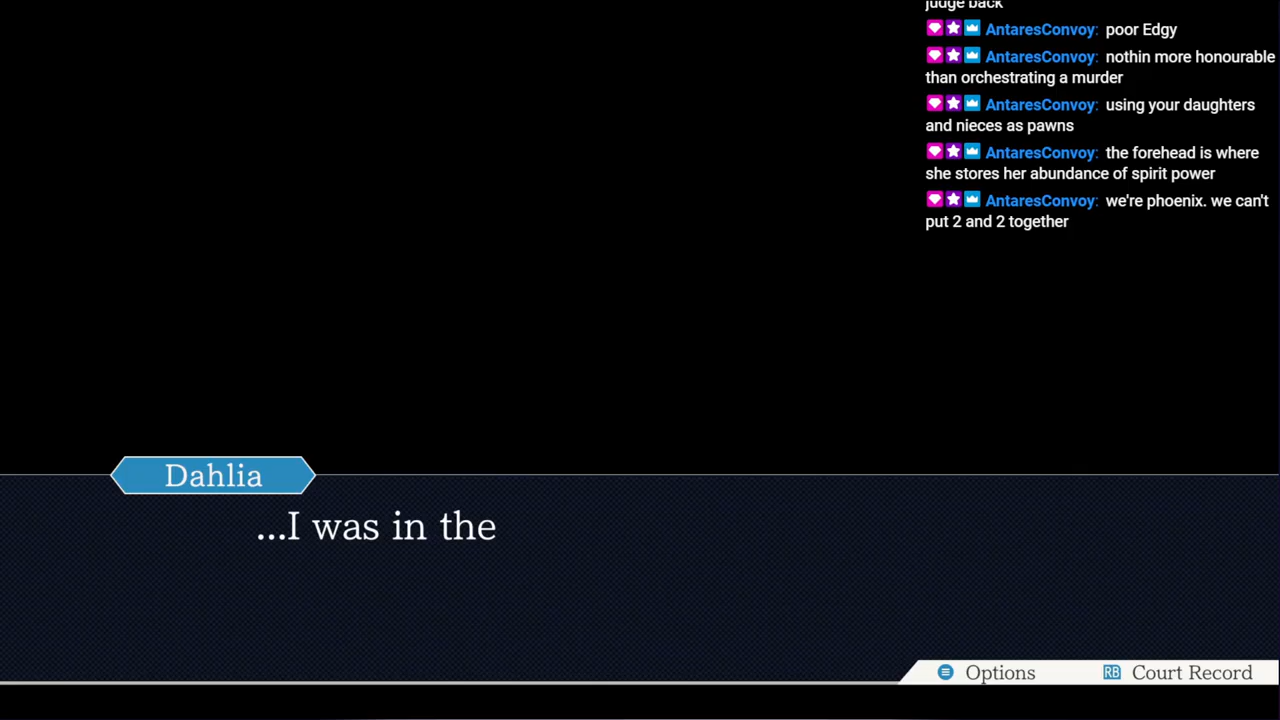 judge back
AntaresConvoy: poor Edgy
AntaresConvoy: nothin more honourable
than orchestrating a murder
AntaresConvoy: using your daughters
and nieces as pawns
AntaresConvoy: the forehead is where
she stores her abundance of spirit power
AntaresConvoy: we're phoenix. we can't
put 2 and 2 together
Dahlia
...I was in the
Options
RB Court Record